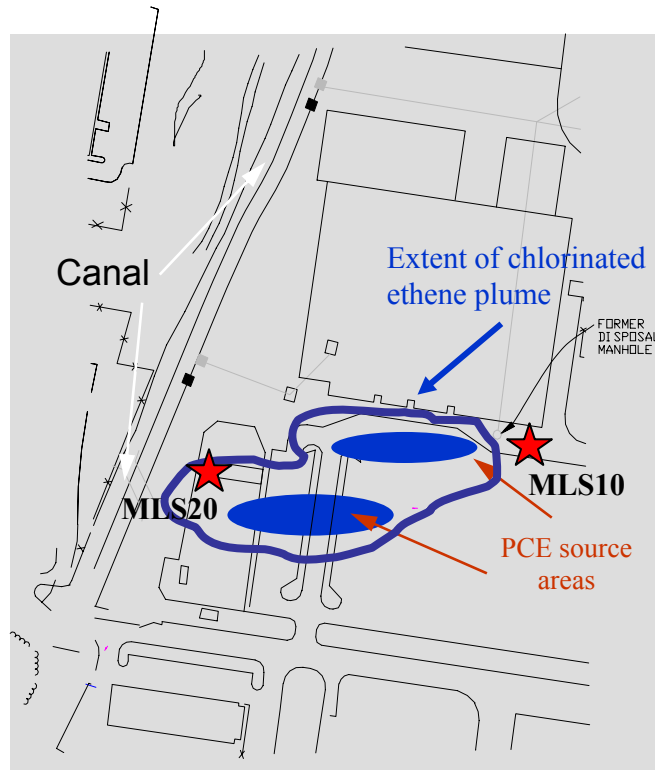 Canal
Extent of chlorinated
ethene plume
FORMER
DISPOSAL
MANHOLE
MLS20
MLS10
PCE source
areas